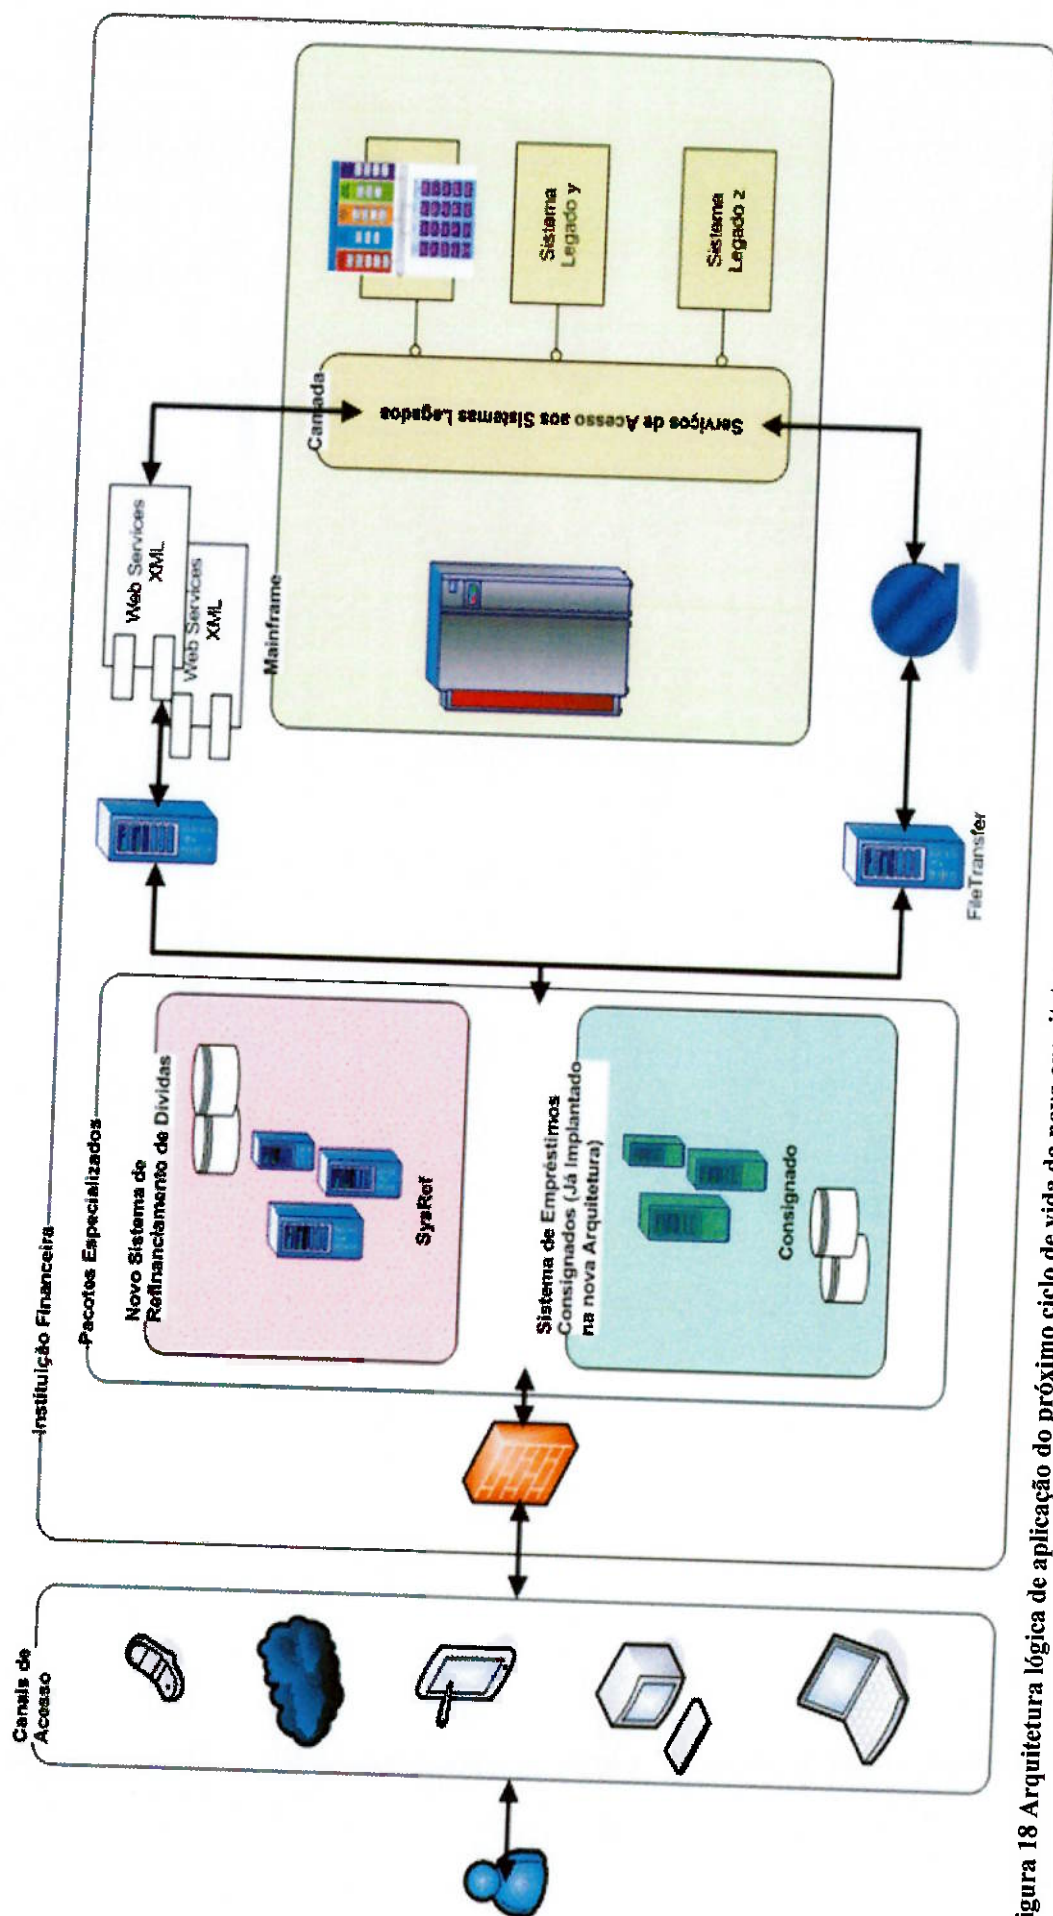 Canais de
Acesso
Instituição Financeira
Pacotes Especializados
Novo Sistema de
Refinanciamento de Dívidas
SysRef
Sistema de Empréstimos
Consignados (Já Implantado
na nova Arquitetura)
Consignado
Web Services
XML
Web Services
XML
FileTransfer
Mainframe
Camada
Serviços de Acesso aos Sistemas Legados
Sistema
Legado y
Sistema
Legado z
igura 18 Arquitetura lógica de aplicação do próximo ciclo de vida da nova